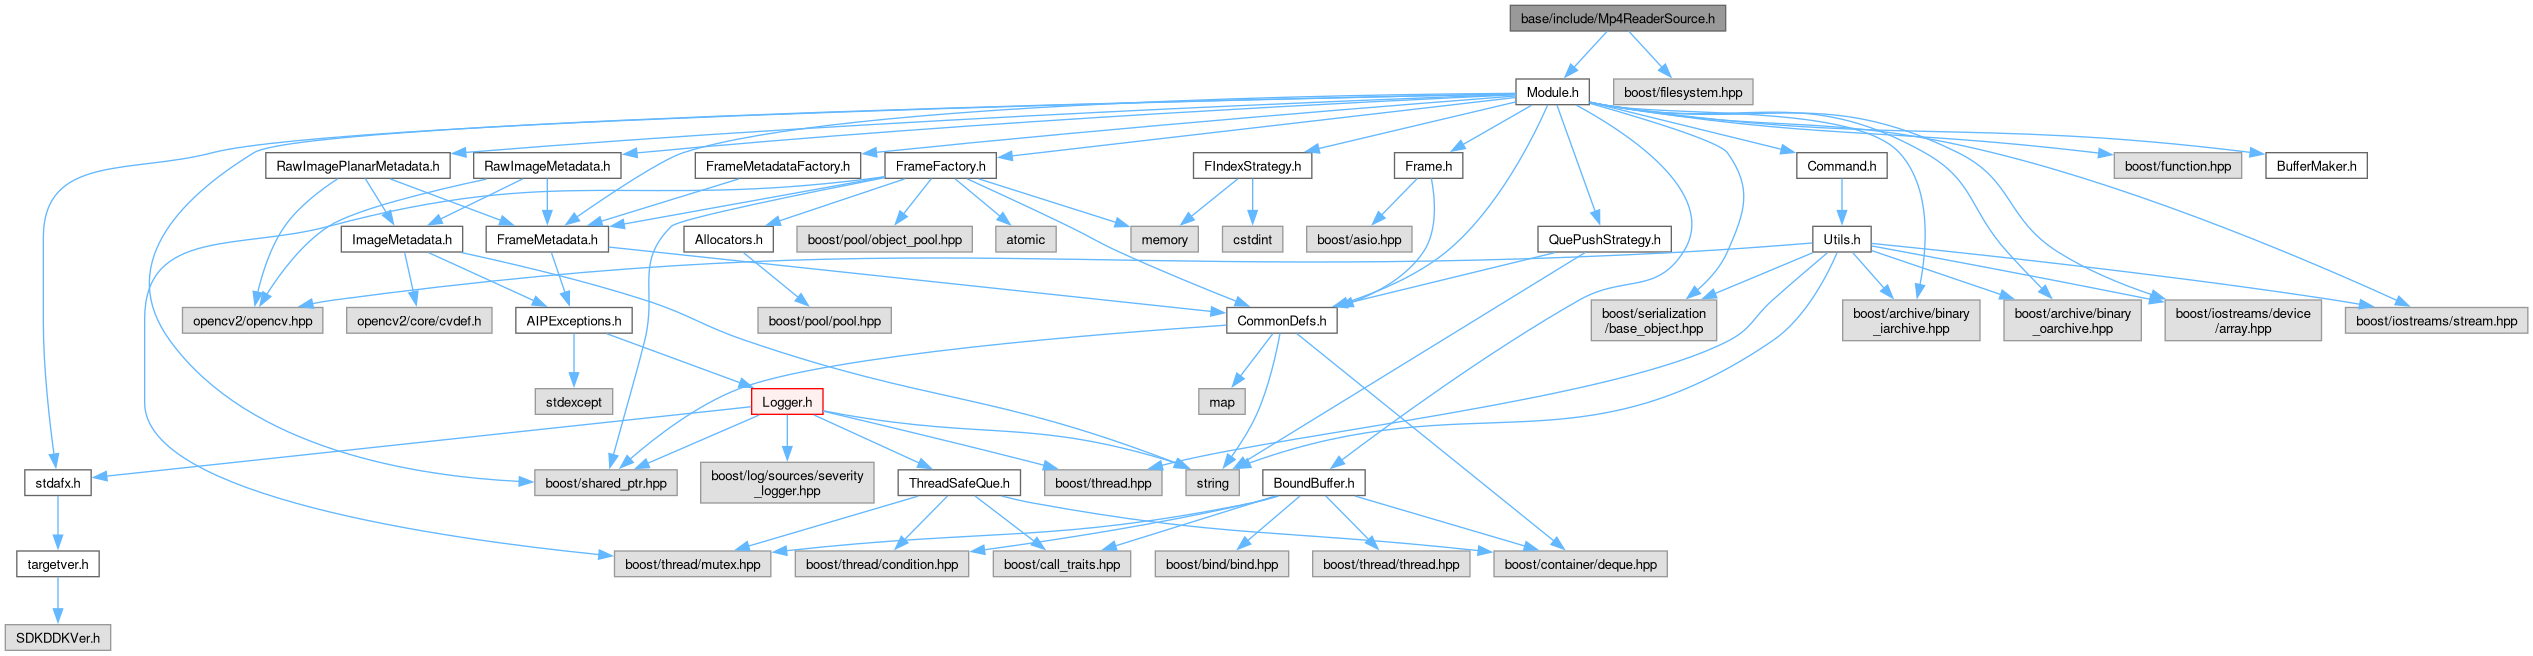 base/include/Mp4ReaderSource.h
Module.h
boost/filesystem.hpp
RawImagePlanarMetadata.h
RawImageMetadata.h
FrameMetadataFactory.h
FrameFactory.h
FIndexStrategy.h
Frame.h
Command.h
boost/function.hpp
BufferMaker.h
ImageMetadata.h
FrameMetadata.h
Allocators.h
boost/pool/object_pool.hpp
atomic
memory
cstdint
boost/asio.hpp
QuePushStrategy.h
Utils.h
opencv2/opencv.hpp
opencv2/core/cvdef.h
AIPExceptions.h
boost/pool/pool.hpp
CommonDefs.h
boost/serialization
/base_object.hpp
boost/archive/binary
_iarchive.hpp
boost/archive/binary
_oarchive.hpp
boost/iostreams/device
/array.hpp
boost/iostreams/stream.hpp
stdexcept
Logger.h
map
stdafx.h
boost/shared_ptr.hpp
boost/log/sources/severity
_logger.hpp
ThreadSafeQue.h
boost/thread.hpp
string
BoundBuffer.h
targetver.h
boost/thread/mutex.hpp
boost/thread/condition.hpp
boost/call_traits.hpp
boost/bind/bind.hpp
boost/thread/thread.hpp
boost/container/deque.hpp
SDKDDKVer.h